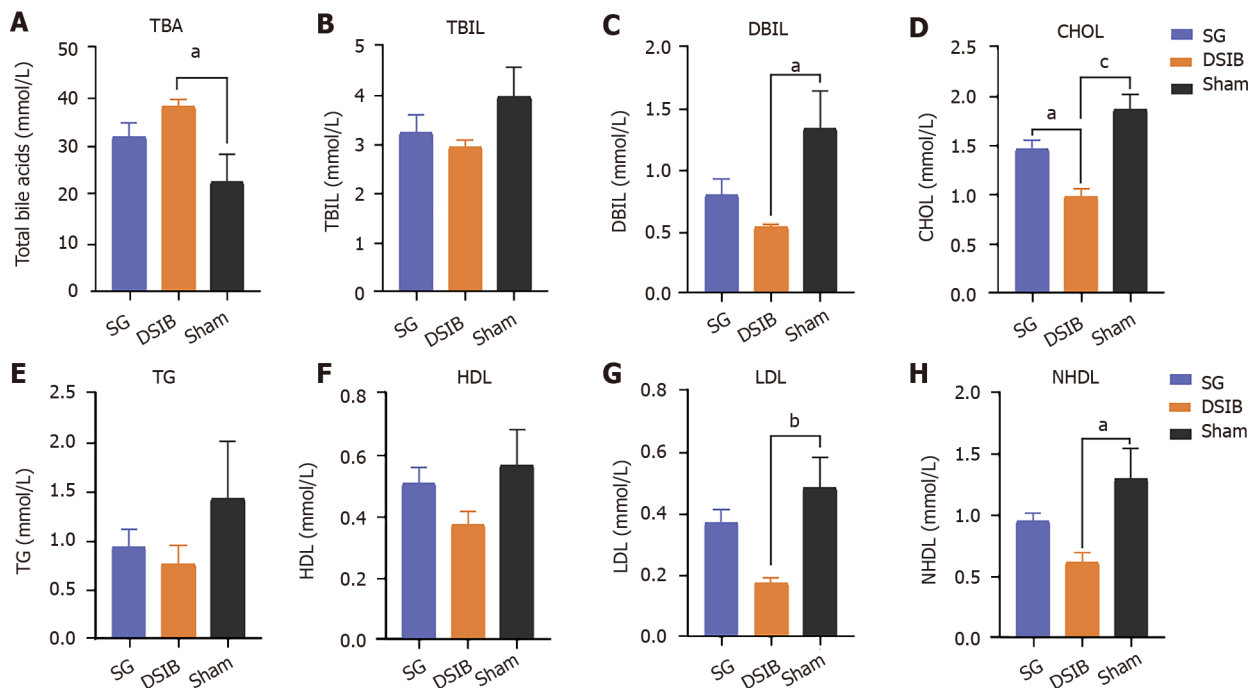 A
TBA
50
40
30
20
10
0
Total bile acids (mmol/L)
a
SG
DSIB
Sham
B
TBIL
5
4
3
2
1
0
TBIL (mmol/L)
SG
DSIB
Sham
C
DBIL
2.0
1.5
1.0
0.5
0.0
DBIL (mmol/L)
a
SG
DSIB
Sham
D
CHOL
2.5
2.0
1.5
1.0
0.5
0.0
CHOL (mmol/L)
a
c
SG
DSIB
Sham
SG
DSIB
Sham
E
TG
2.5
2.0
1.5
1.0
0.5
0.0
TG (mmol/L)
SG
DSIB
Sham
F
HDL
0.8
0.6
0.4
0.2
0.0
HDL (mmol/L)
SG
DSIB
Sham
G
LDL
0.8
0.6
0.4
0.2
0.0
LDL (mmol/L)
b
SG
DSIB
Sham
H
NHDL
2.0
1.5
1.0
0.5
0.0
NHDL (mmol/L)
a
SG
DSIB
Sham
SG
DSIB
Sham